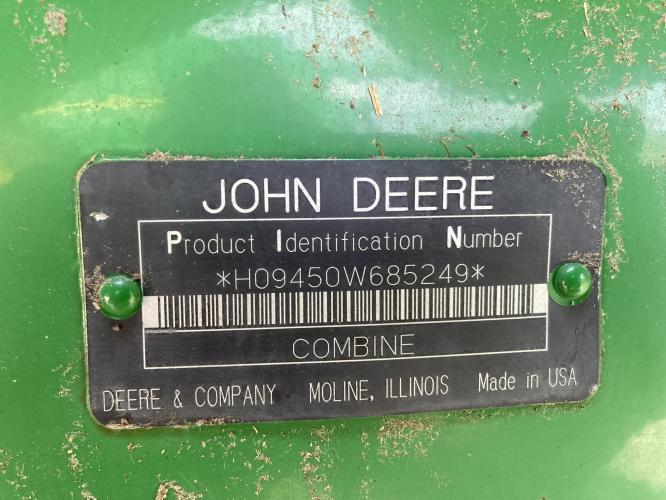 JOHN DEERE
Product Identification Number
*H09450W685249*
COMBINE
DEERE & COMPANY MOLINE, ILLINOIS Made in USA